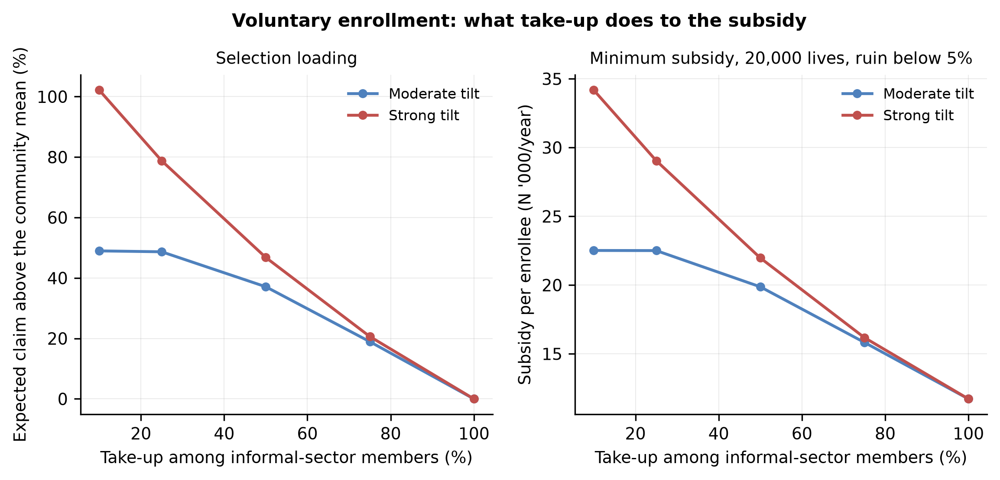 Voluntary enrollment: what take-up does to the subsidy
Selection loading
Expected claim above the community mean (%)
100
80
60
40
20
0
Moderate tilt
Strong tilt
20 40 60 80 100
Take-up among informal-sector members (%)
Minimum subsidy, 20,000 lives, ruin below 5%
Subsidy per enrollee (N '000/year)
35
30
25
20
15
Moderate tilt
Strong tilt
20 40 60 80 100
Take-up among informal-sector members (%)